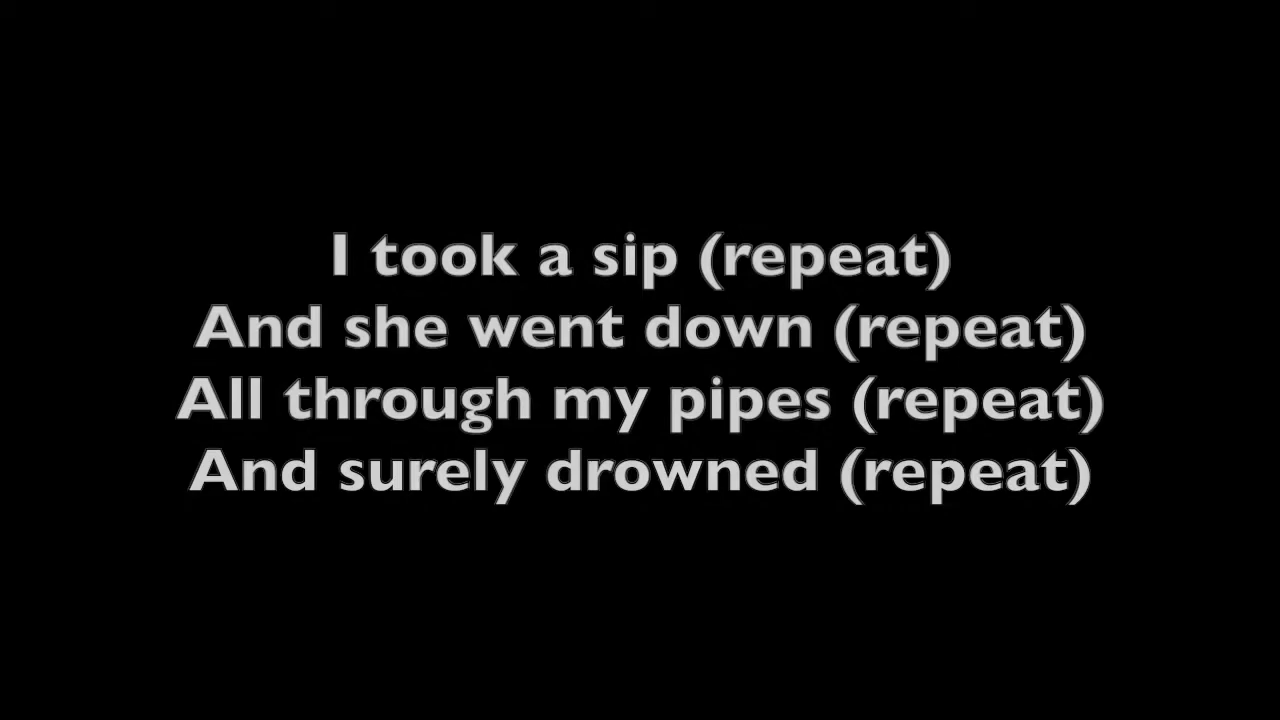 I took a sip (repeat)
And she went down (repeat)
All through my pipes (repeat)
And surely drowned (repeat)